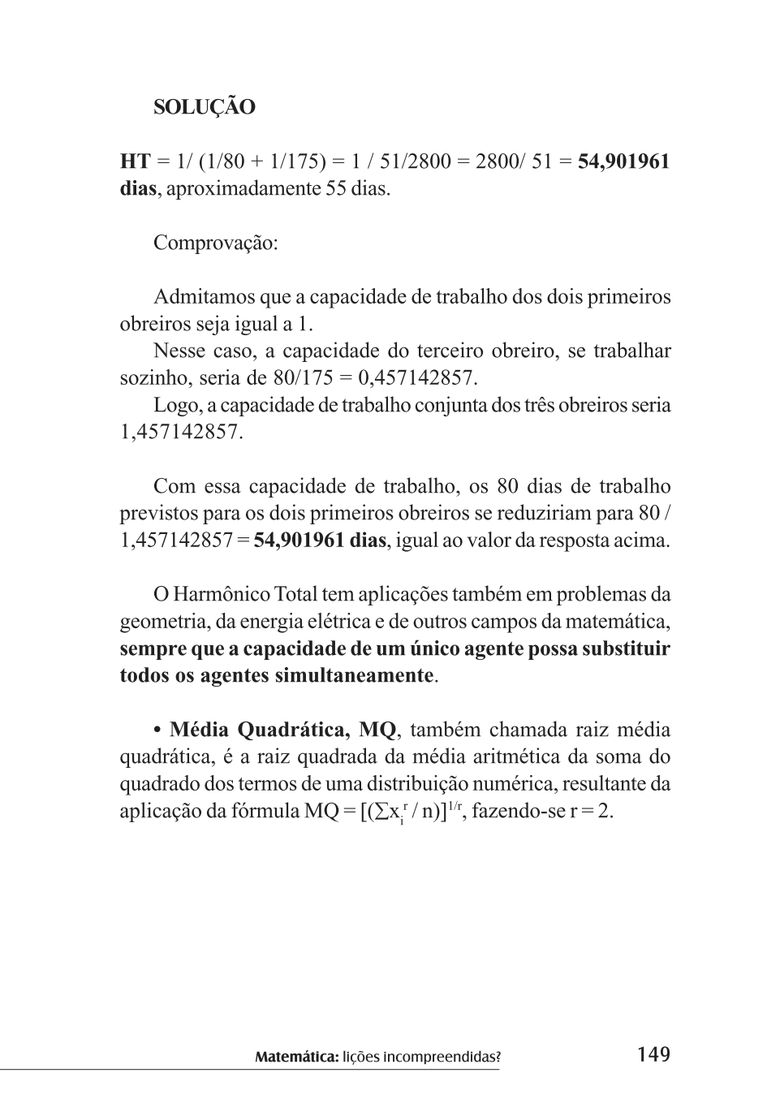 SOLUÇÃO
HT = 1/ (1/80 + 1/175) = 1 / 51/2800 = 2800/ 51 = 54,901961
dias, aproximadamente 55 dias.
Comprovação:
Admitamos que a capacidade de trabalho dos dois primeiros
obreiros seja igual a 1.
Nesse caso, a capacidade do terceiro obreiro, se trabalhar
sozinho, seria de 80/175 = 0,457142857.
Logo, a capacidade de trabalho conjunta dos três obreiros seria
1,457142857.
Com essa capacidade de trabalho, os 80 dias de trabalho
previstos para os dois primeiros obreiros se reduziriam para 80 /
1,457142857 = 54,901961 dias, igual ao valor da resposta acima.
O Harmônico Total tem aplicações também em problemas da
geometria, da energia elétrica e de outros campos da matemática,
sempre que a capacidade de um único agente possa substituir
todos os agentes simultaneamente.
• Média Quadrática, MQ, também chamada raiz média
quadrática, é a raiz quadrada da média aritmética da soma do
quadrado dos termos de uma distribuição numérica, resultante da
aplicação da fórmula MQ = [(∑xᵢʳ / n)]¹/ʳ, fazendo-se r = 2.
Matemática: lições incompreendidas? 149